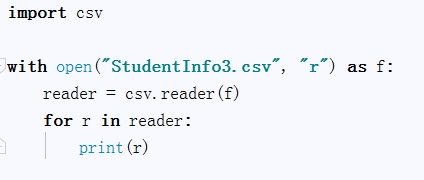 import csv
with open("StudentInfo3.csv", "r") as f:
    reader = csv.reader(f)
    for r in reader:
        print(r)